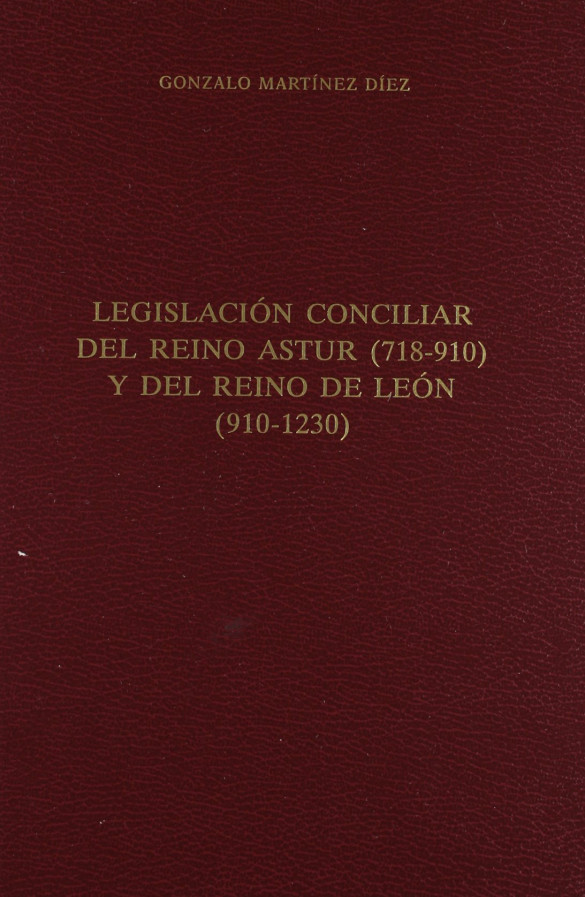 GONZALO MARTÍNEZ DÍEZ
LEGISLACIÓN CONCILIAR
DEL REINO ASTUR (718-910)
Y DEL REINO DE LEÓN
(910-1230)